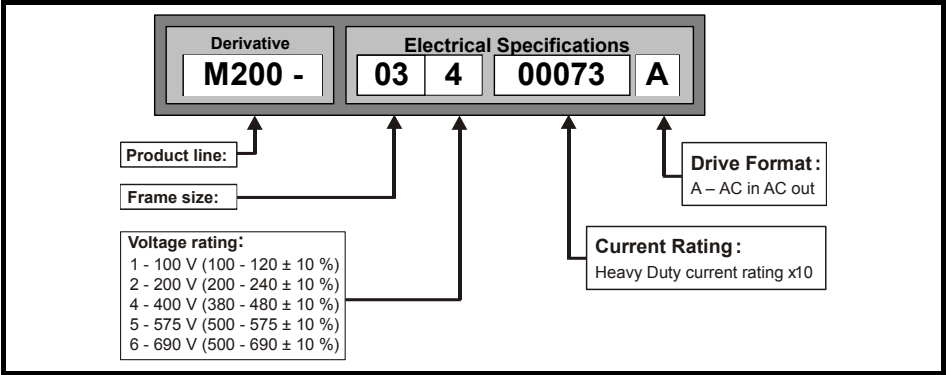 Derivative
M200 -
Electrical Specifications
03 4 00073 A
Product line:
Frame size:
Voltage rating:
1 - 100 V (100 - 120 ± 10 %)
2 - 200 V (200 - 240 ± 10 %)
4 - 400 V (380 - 480 ± 10 %)
5 - 575 V (500 - 575 ± 10 %)
6 - 690 V (500 - 690 ± 10 %)
Drive Format:
A – AC in AC out
Current Rating:
Heavy Duty current rating x10